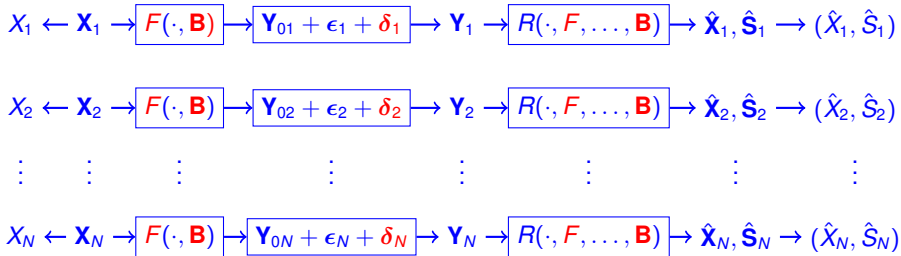 X₁ ← 𝐗₁ → F(·, 𝐁) → 𝐘₀₁ + ϵ₁ + δ₁ → 𝐘₁ → R(·, F, . . . , 𝐁) → 𝐗̂₁, 𝐒̂₁ → (X̂₁, Ŝ₁)
X₂ ← 𝐗₂ → F(·, 𝐁) → 𝐘₀₂ + ϵ₂ + δ₂ → 𝐘₂ → R(·, F, . . . , 𝐁) → 𝐗̂₂, 𝐒̂₂ → (X̂₂, Ŝ₂)
⋮ ⋮ ⋮ ⋮ ⋮ ⋮ ⋮ ⋮
X_N ← 𝐗_N → F(·, 𝐁) → 𝐘₀_N + ϵ_N + δ_N → 𝐘_N → R(·, F, . . . , 𝐁) → 𝐗̂_N, 𝐒̂_N → (X̂_N, Ŝ_N)